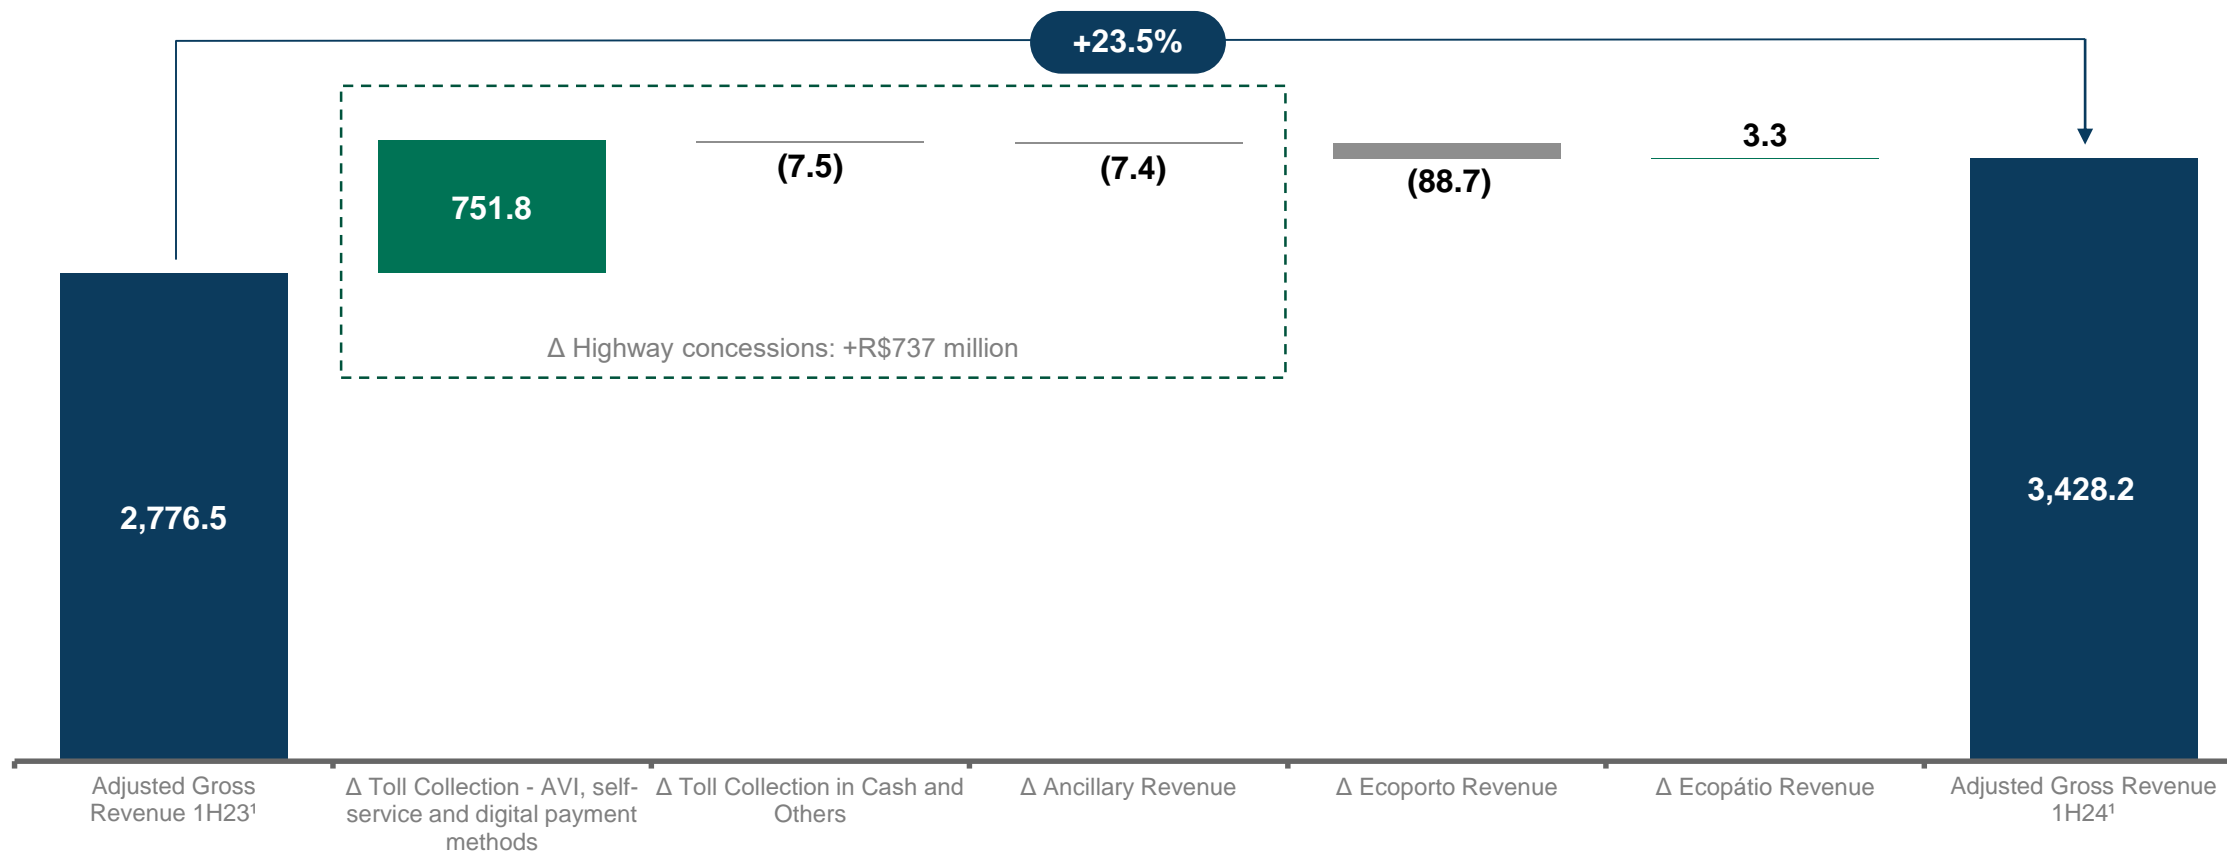 +23.5%
751.8
(7.5)
(7.4)
(88.7)
3.3
Δ Highway concessions: +R$737 million
2,776.5
3,428.2
Adjusted Gross
Revenue 1H23¹
Δ Toll Collection - AVI, self-
service and digital payment
methods
Δ Toll Collection in Cash and
Others
Δ Ancillary Revenue
Δ Ecoporto Revenue
Δ Ecopátio Revenue
Adjusted Gross Revenue
1H24¹